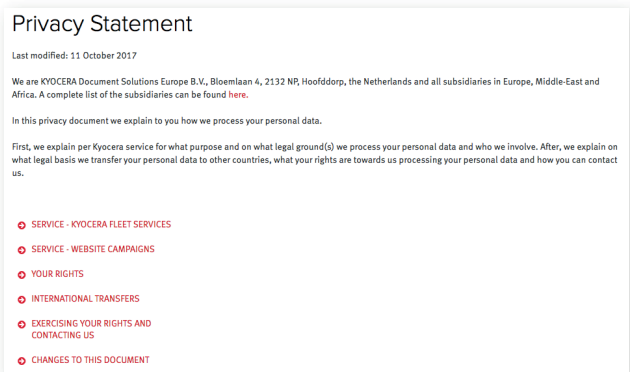 Privacy Statement
Last modified: 11 October 2017
We are KYOCERA Document Solutions Europe B.V., Bloemlaan 4, 2132 NP, Hoofddorp, the Netherlands and all subsidiaries in Europe, Middle-East and
Africa. A complete list of the subsidiaries can be found here.
In this privacy document we explain to you how we process your personal data.
First, we explain per Kyocera service for what purpose and on what legal ground(s) we process your personal data and who we involve. After, we explain on
what legal basis we transfer your personal data to other countries, what your rights are towards us processing your personal data and how you can contact
us.
SERVICE - KYOCERA FLEET SERVICES
SERVICE - WEBSITE CAMPAIGNS
YOUR RIGHTS
INTERNATIONAL TRANSFERS
EXERCISING YOUR RIGHTS AND
CONTACTING US
CHANGES TO THIS DOCUMENT